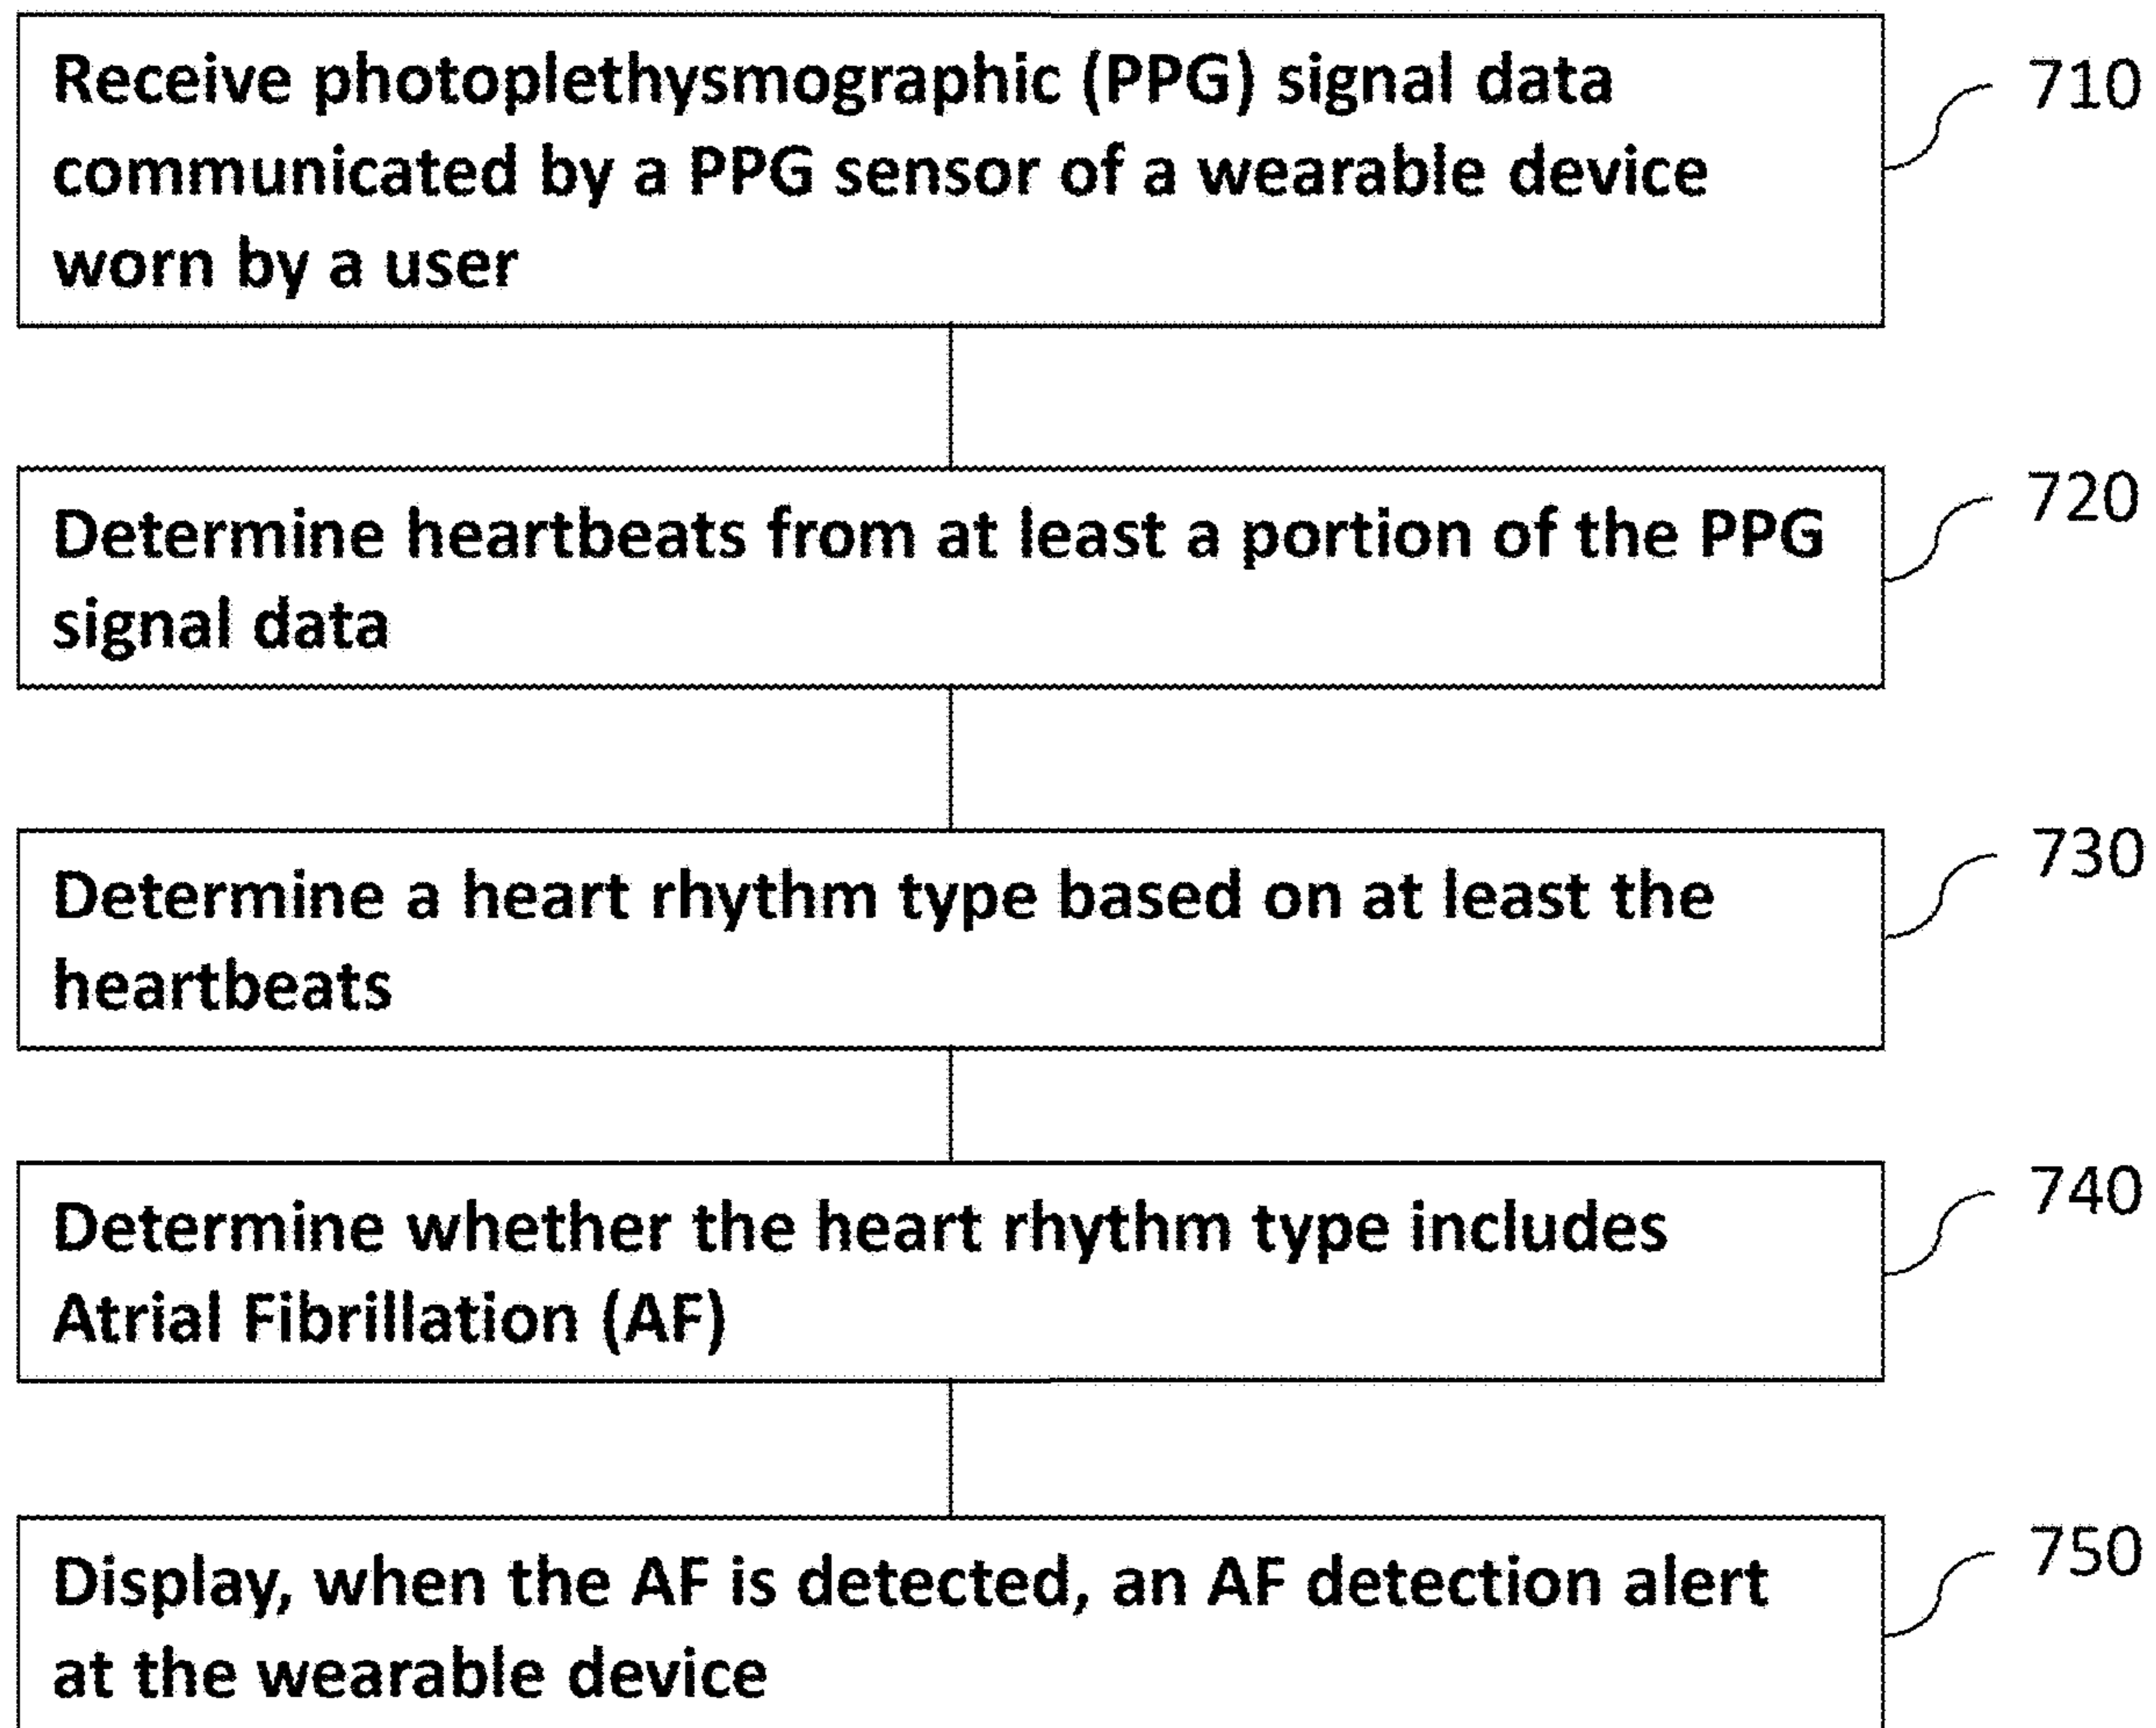 Receive photoplethysmographic (PPG) signal data
communicated by a PPG sensor of a wearable device
worn by a user
710
Determine heartbeats from at least a portion of the PPG
signal data
720
Determine a heart rhythm type based on at least the
heartbeats
730
Determine whether the heart rhythm type includes
Atrial Fibrillation (AF)
740
Display, when the AF is detected, an AF detection alert
at the wearable device
750